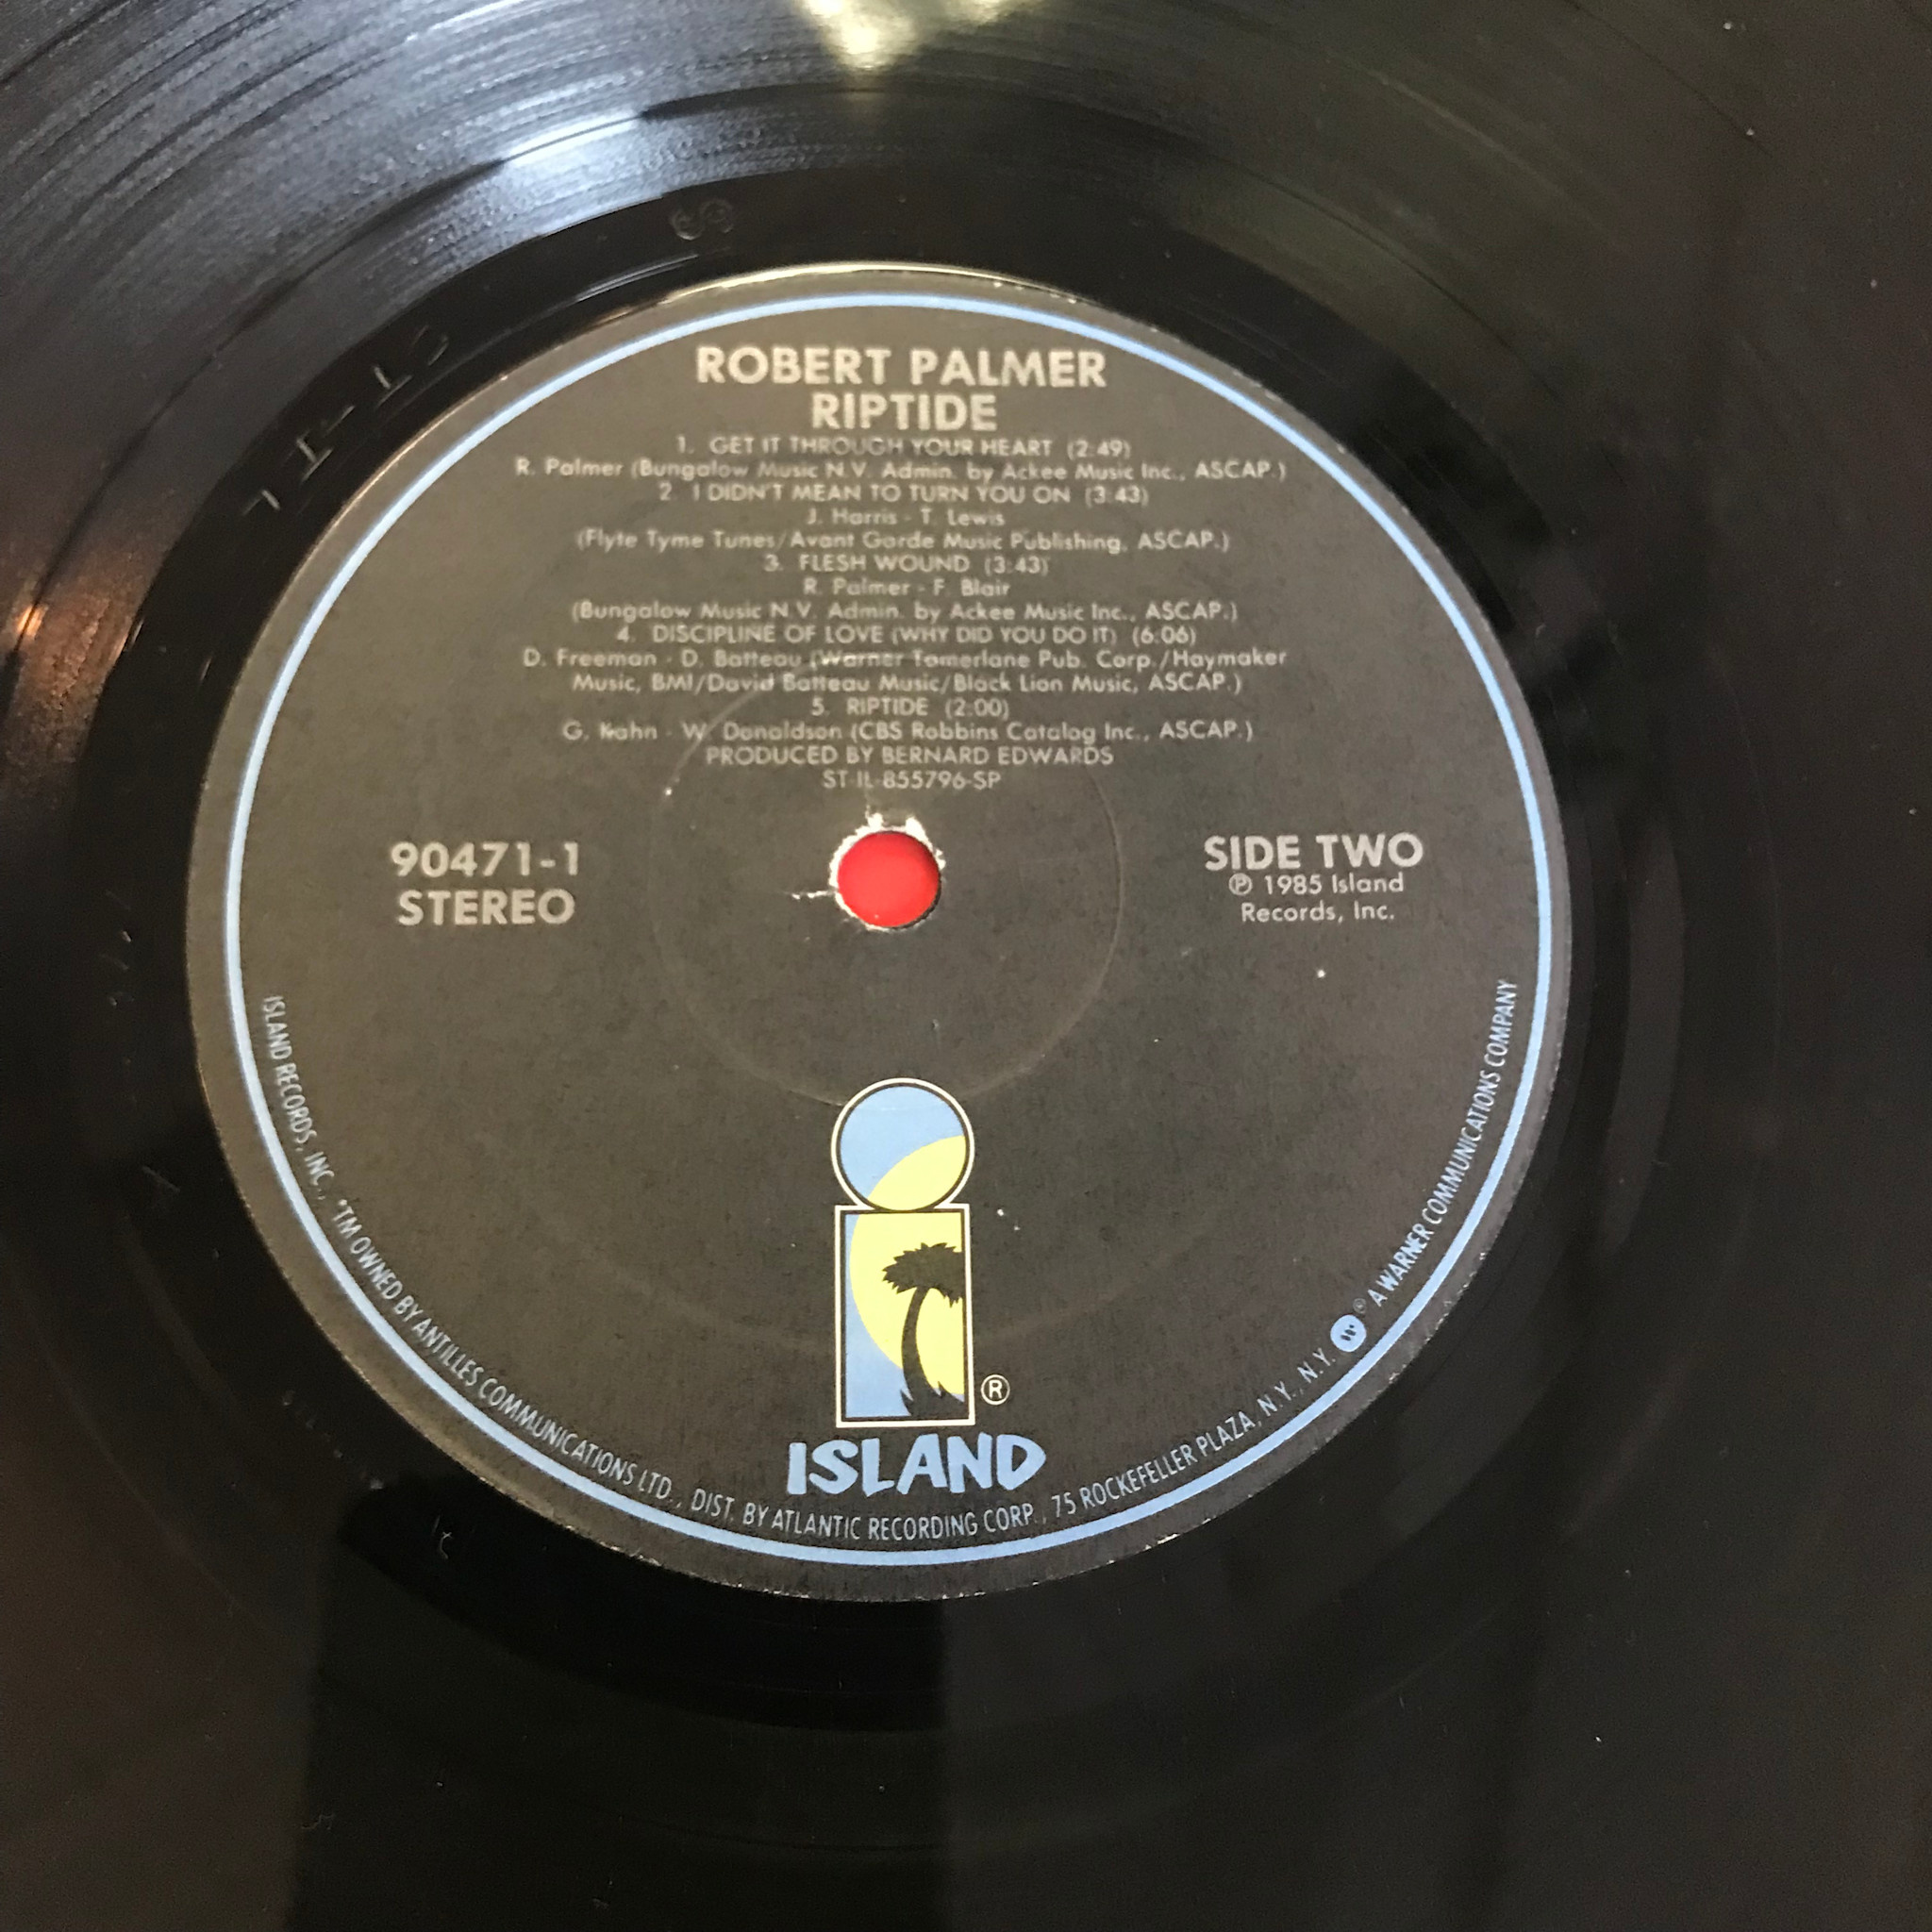 ROBERT PALMER
RIPTIDE
1. GET IT THROUGH YOUR HEART (2:49)
R. Palmer (Bungalow Music N.V. Admin. by Ackee Music Inc., ASCAP.)
2. I DIDN'T MEAN TO TURN YOU ON (3:43)
J. Harris - T. Lewis
(Flyte Tyme Tunes/Avant Garde Music Publishing, ASCAP.)
3. FLESH WOUND (3:43)
R. Palmer - F. Blair
(Bungalow Music N.V. Admin. by Ackee Music Inc., ASCAP.)
4. DISCIPLINE OF LOVE (WHY DID YOU DO IT) (6:06)
D. Freeman - D. Batteau (Warner Tamerlane Pub. Corp./Haymaker
Music, BMI/David Batteau Music/Black Lion Music, ASCAP.)
5. RIPTIDE (2:00)
G. Kahn - W. Donaldson (CBS Robbins Catalog Inc., ASCAP.)
PRODUCED BY BERNARD EDWARDS
ST-IL-855796-SP
90471-1
STEREO
SIDE TWO
℗ 1985 Island
Records, Inc.
®
ISLAND
ISLAND RECORDS, INC., *TM OWNED BY ANTILLES COMMUNICATIONS LTD., DIST. BY ATLANTIC RECORDING CORP., 75 ROCKEFELLER PLAZA, N.Y., N.Y. ® A WARNER COMMUNICATIONS COMPANY